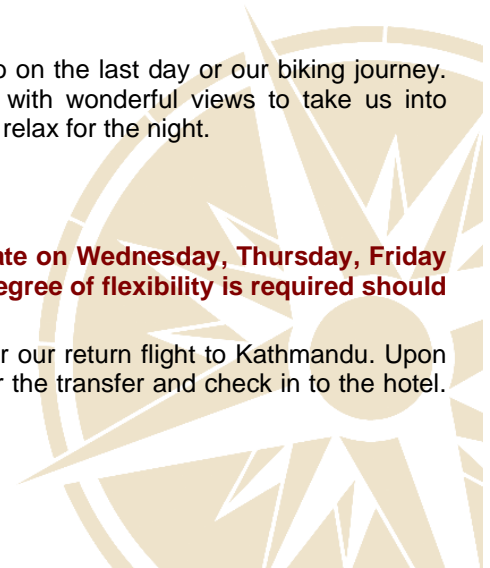 on the last day or our biking journey.
with wonderful views to take us into
relax for the night.
on Wednesday, Thursday, Friday
of flexibility is required should
our return flight to Kathmandu. Upon
the transfer and check in to the hotel.